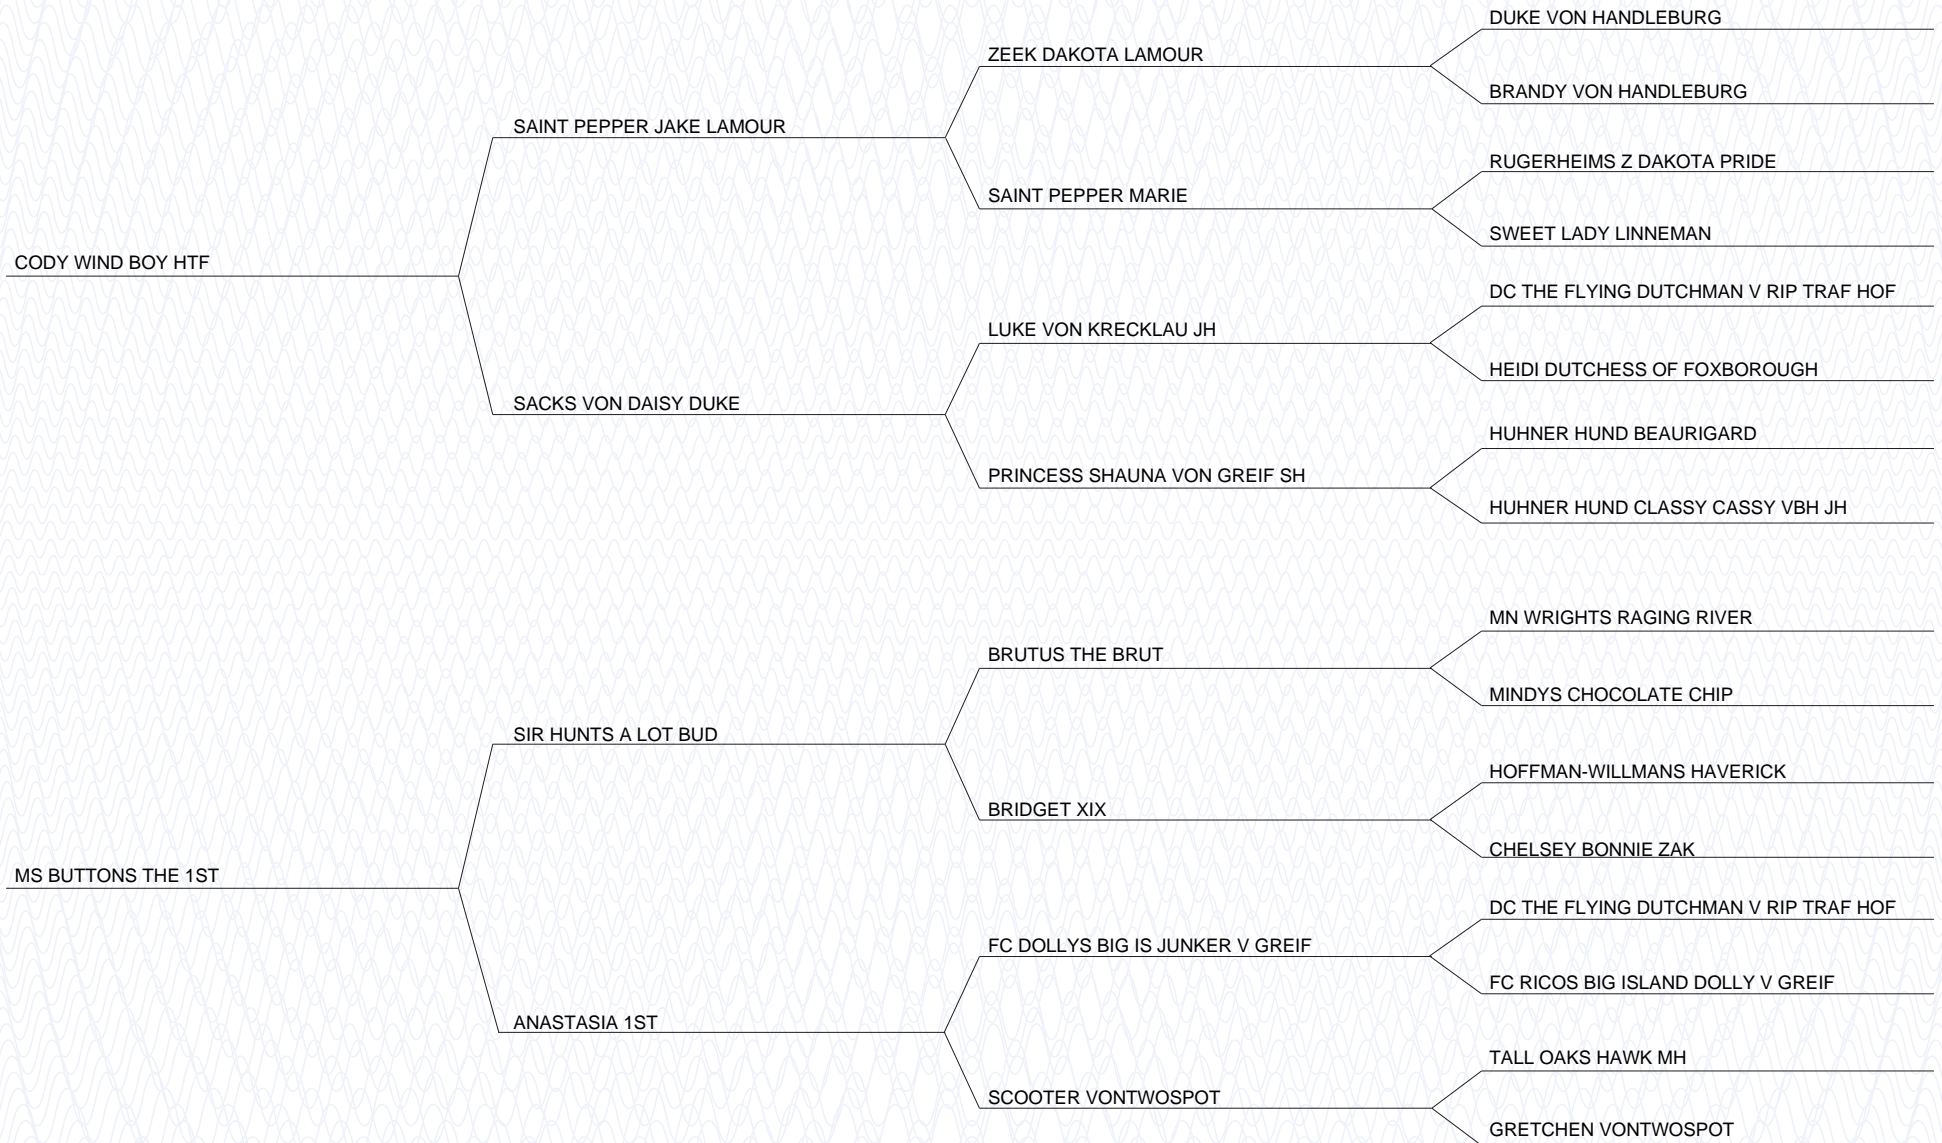 DUKE VON HANDLEBURG
ZEEK DAKOTA LAMOUR
BRANDY VON HANDLEBURG
SAINT PEPPER JAKE LAMOUR
RUGERHEIMS Z DAKOTA PRIDE
SAINT PEPPER MARIE
SWEET LADY LINNEMAN
CODY WIND BOY HTF
DC THE FLYING DUTCHMAN V RIP TRAF HOF
LUKE VON KRECKLAU JH
HEIDI DUTCHESS OF FOXBOROUGH
SACKS VON DAISY DUKE
HUHNER HUND BEAURIGARD
PRINCESS SHAUNA VON GREIF SH
HUHNER HUND CLASSY CASSY VBH JH
MN WRIGHTS RAGING RIVER
BRUTUS THE BRUT
MINDYS CHOCOLATE CHIP
SIR HUNTS A LOT BUD
HOFFMAN-WILLMANS HAVERICK
BRIDGET XIX
CHELSEY BONNIE ZAK
MS BUTTONS THE 1ST
DC THE FLYING DUTCHMAN V RIP TRAF HOF
FC DOLLYS BIG IS JUNKER V GREIF
FC RICOS BIG ISLAND DOLLY V GREIF
ANASTASIA 1ST
TALL OAKS HAWK MH
SCOOTER VONTWOSPOT
GRETCHEN VONTWOSPOT